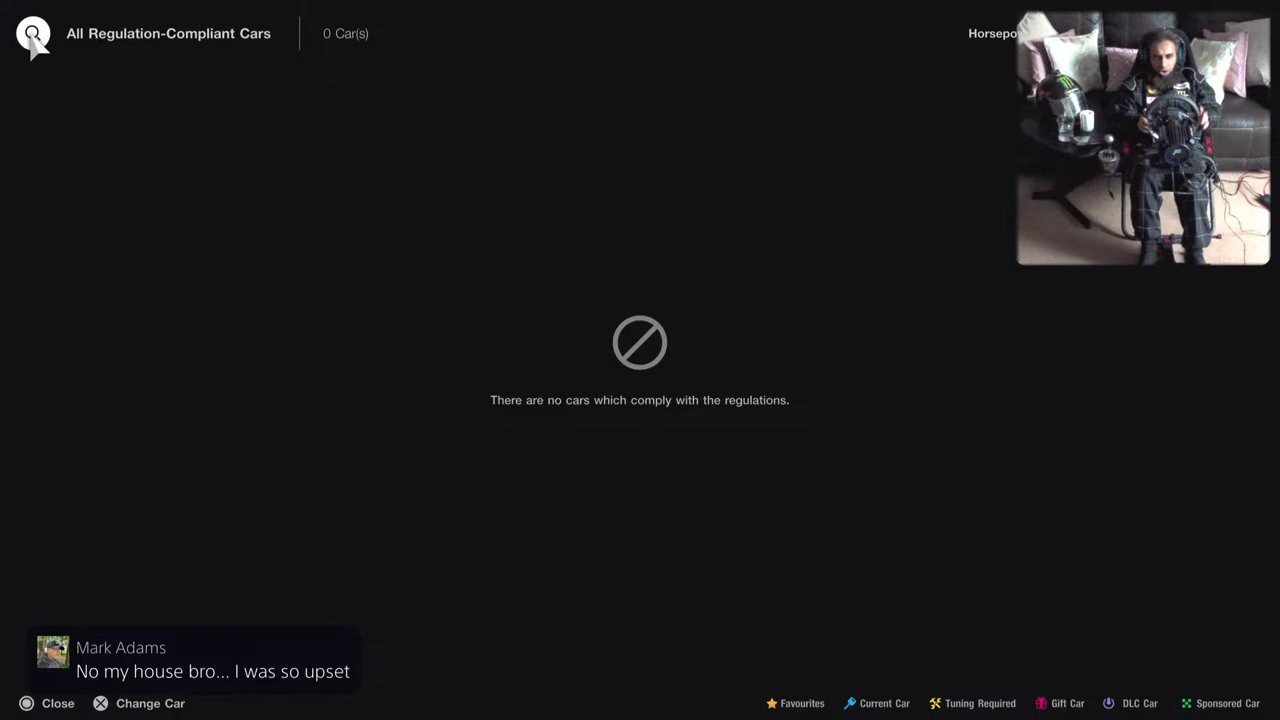 All Regulation-Compliant Cars
0 Car(s)
Horsepo
There are no cars which comply with the regulations.
Mark Adams
No my house bro... I was so upset
Close
Change Car
Favourites
Current Car
Tuning Required
Gift Car
DLC Car
Sponsored Car